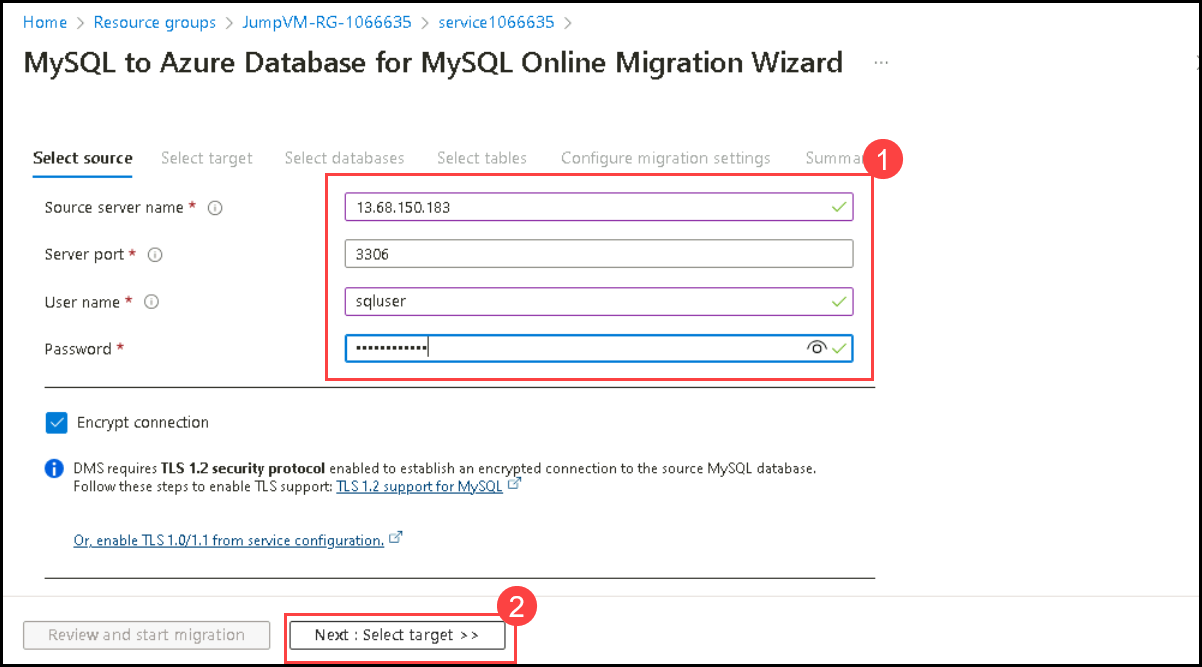 Home > Resource groups > JumpVM-RG-1066635 > service1066635 >
MySQL to Azure Database for MySQL Online Migration Wizard ...
Select source Select target Select databases Select tables Configure migration settings Summa
1
Source server name * 13.68.150.183
Server port * 3306
User name * sqluser
Password * ••••••••••••
Encrypt connection
DMS requires TLS 1.2 security protocol enabled to establish an encrypted connection to the source MySQL database.
Follow these steps to enable TLS support: TLS 1.2 support for MySQL
Or, enable TLS 1.0/1.1 from service configuration.
2
Review and start migration Next : Select target >>